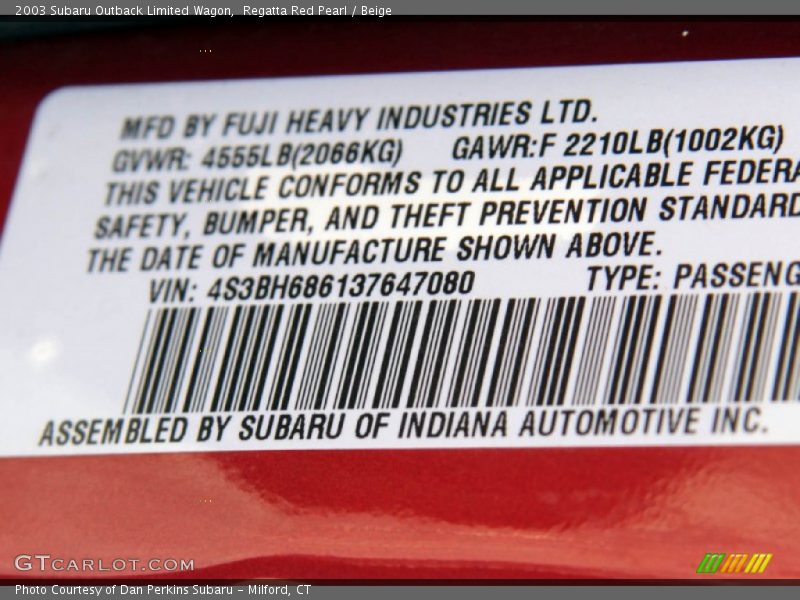 2003 Subaru Outback Limited Wagon,  Regatta Red Pearl / Beige
MFD BY FUJI HEAVY INDUSTRIES LTD.
GVWR: 4555LB(2066KG) GAWR:F 2210LB(1002KG)
THIS VEHICLE CONFORMS TO ALL APPLICABLE FEDERA
SAFETY, BUMPER, AND THEFT PREVENTION STANDARD
THE DATE OF MANUFACTURE SHOWN ABOVE.
VIN: 4S3BH686137647080 TYPE: PASSENG
ASSEMBLED BY SUBARU OF INDIANA AUTOMOTIVE INC.
GTCARLOT.COM
Photo Courtesy of Dan Perkins Subaru - Milford, CT